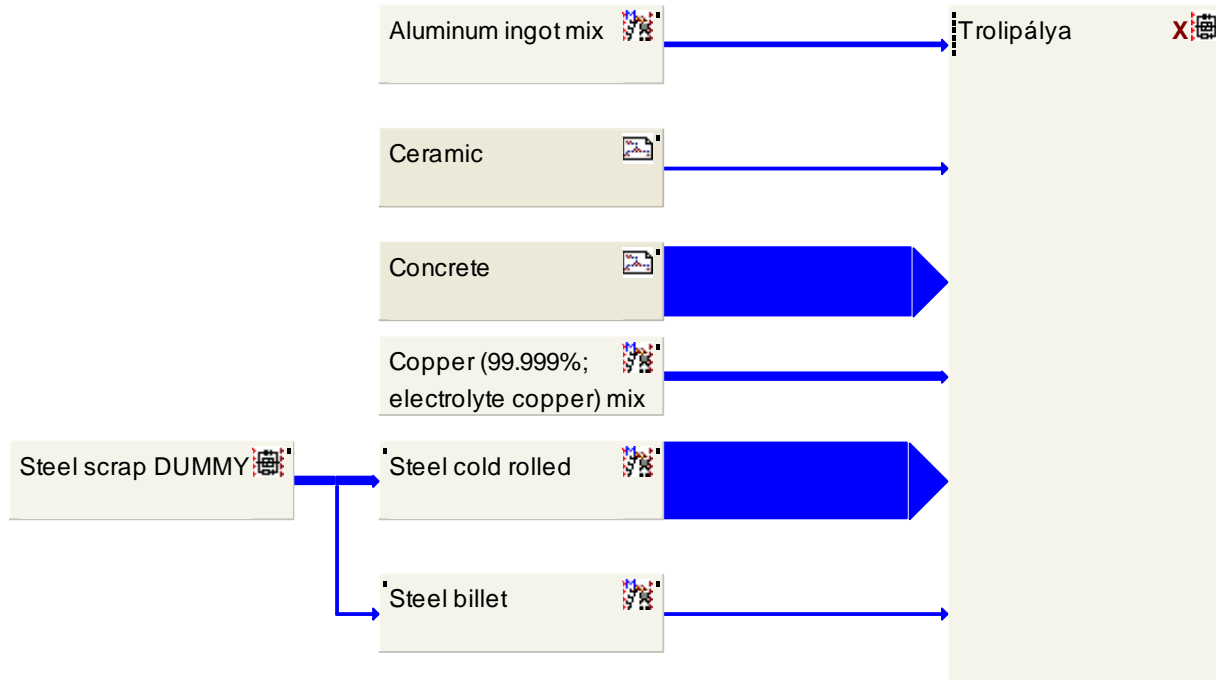 Aluminum ingot mix
Trolipálya
X
Ceramic
Concrete
Copper (99.999%;
electrolyte copper) mix
Steel scrap DUMMY
Steel cold rolled
Steel billet